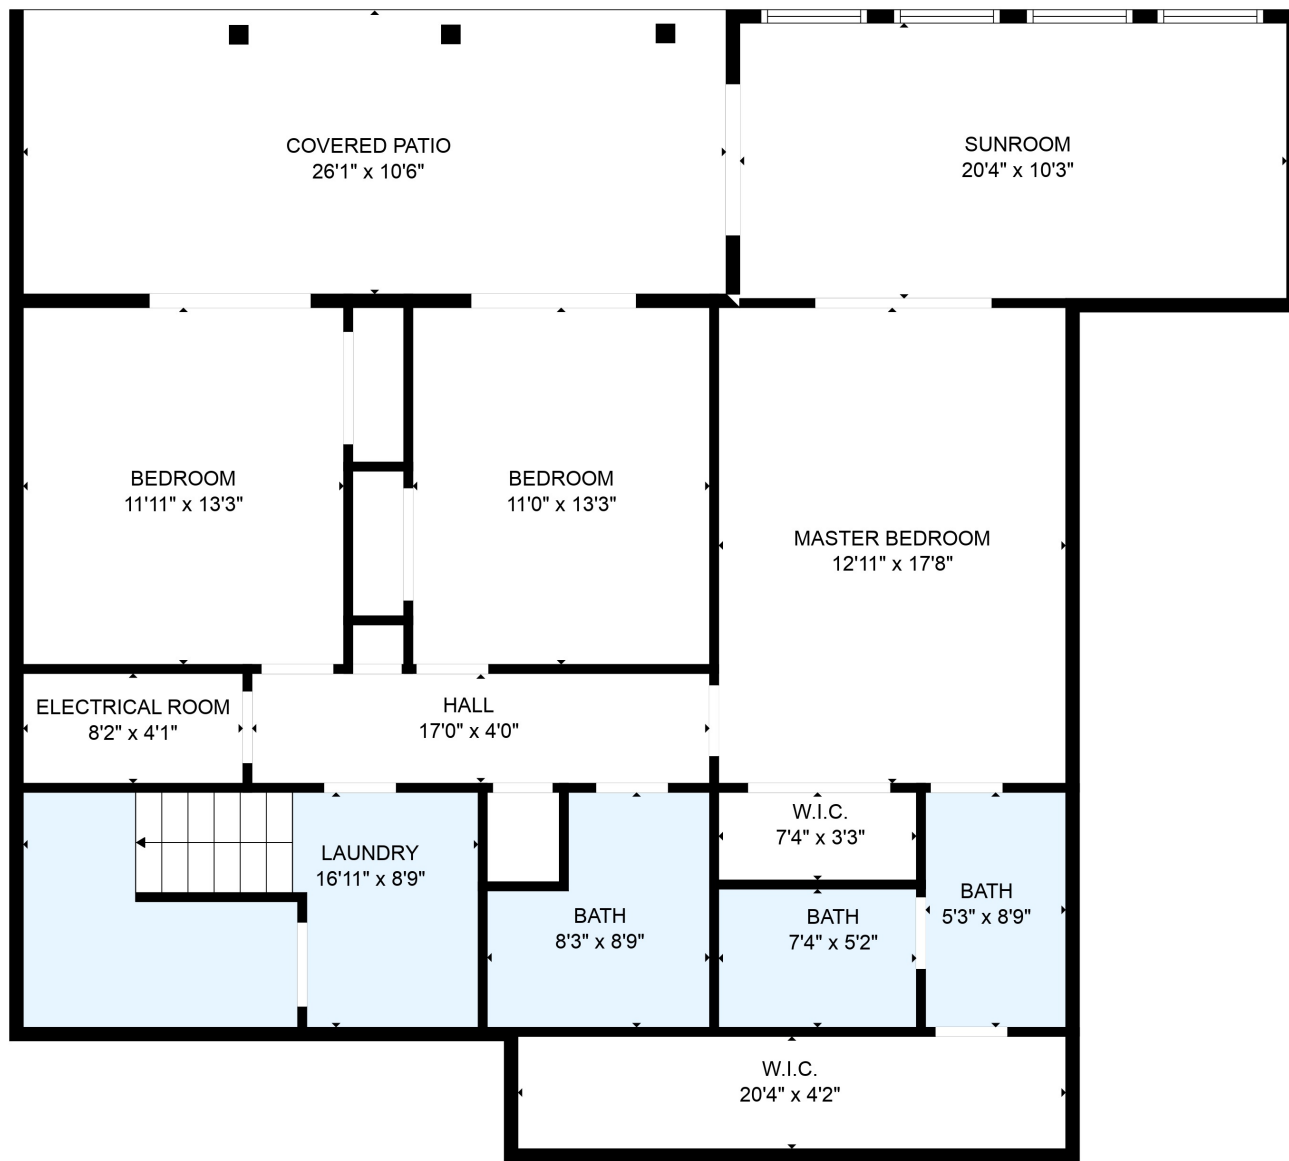 COVERED PATIO
26'1" x 10'6"
SUNROOM
20'4" x 10'3"
BEDROOM
11'11" x 13'3"
BEDROOM
11'0" x 13'3"
MASTER BEDROOM
12'11" x 17'8"
ELECTRICAL ROOM
8'2" x 4'1"
HALL
17'0" x 4'0"
LAUNDRY
16'11" x 8'9"
BATH
8'3" x 8'9"
W.I.C.
7'4" x 3'3"
BATH
7'4" x 5'2"
BATH
5'3" x 8'9"
W.I.C.
20'4" x 4'2"